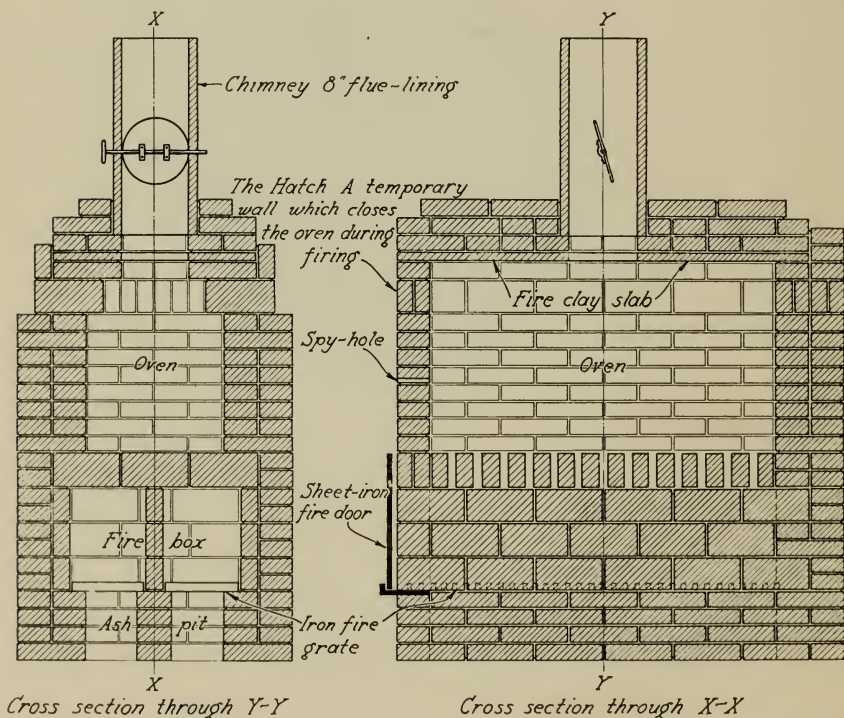 X
Y
Chimney 8" flue-lining
The Hatch A temporary
wall which closes
the oven during
firing
Fire clay slab
Spy-hole
Oven
Oven
Sheet-iron
fire door
Fire box
Iron fire
grate
Ash pit
X
Y
Cross section through Y-Y
Cross section through X-X